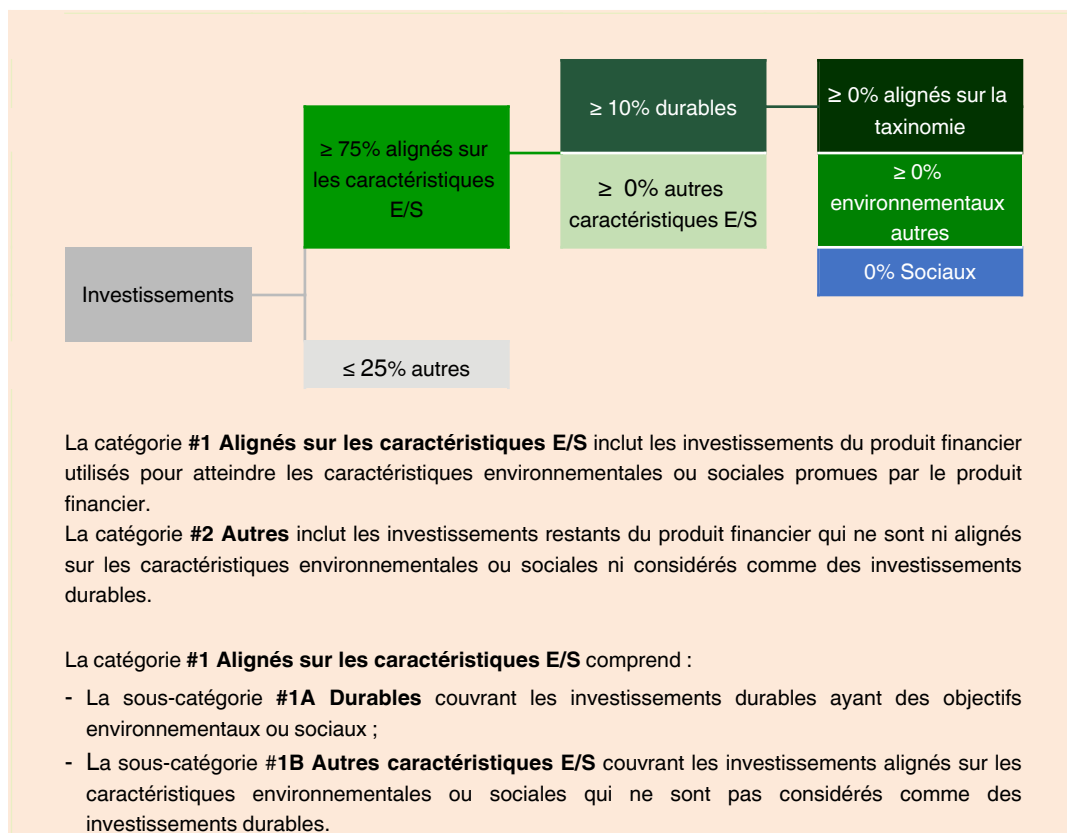 ≥ 10% durables
≥ 0% alignés sur la
taxinomie
≥ 75% alignés sur
les caractéristiques
E/S
≥ 0% autres
caractéristiques E/S
≥ 0%
environnementaux
autres
Investissements
0% Sociaux
≤ 25% autres
La catégorie #1 Alignés sur les caractéristiques E/S inclut les investissements du produit financier
utilisés pour atteindre les caractéristiques environnementales ou sociales promues par le produit
financier.
La catégorie #2 Autres inclut les investissements restants du produit financier qui ne sont ni alignés
sur les caractéristiques environnementales ou sociales ni considérés comme des investissements
durables.
La catégorie #1 Alignés sur les caractéristiques E/S comprend :
- La sous-catégorie #1A Durables couvrant les investissements durables ayant des objectifs
environnementaux ou sociaux ;
- La sous-catégorie #1B Autres caractéristiques E/S couvrant les investissements alignés sur les
caractéristiques environnementales ou sociales qui ne sont pas considérés comme des
investissements durables.